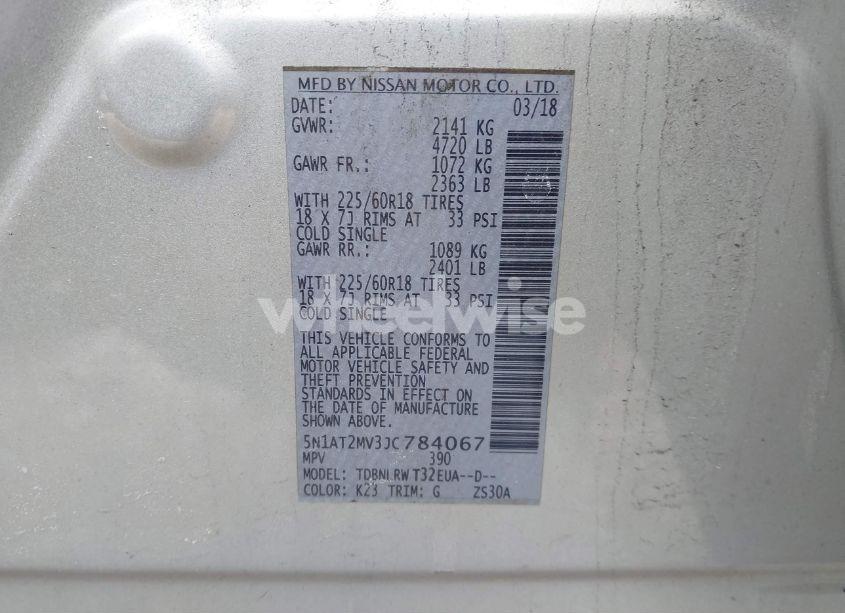 MFD BY NISSAN MOTOR CO., LTD.
DATE: 03/18
GVWR: 2141 KG
4720 LB
GAWR FR.: 1072 KG
2363 LB
WITH 225/60R18 TIRES
18 X 7J RIMS AT 33 PSI
COLD SINGLE
GAWR RR.: 1089 KG
2401 LB
WITH 225/60R18 TIRES
18 X 7J RIMS AT 33 PSI
COLD SINGLE
wheelwise
THIS VEHICLE CONFORMS TO
ALL APPLICABLE FEDERAL
MOTOR VEHICLE SAFETY AND
THEFT PREVENTION
STANDARDS IN EFFECT ON
THE DATE OF MANUFACTURE
SHOWN ABOVE.
5N1AT2MV3JC784067
MPV 390
MODEL: TDBNLRW T32EUA--D--
COLOR: K23 TRIM: G ZS30A